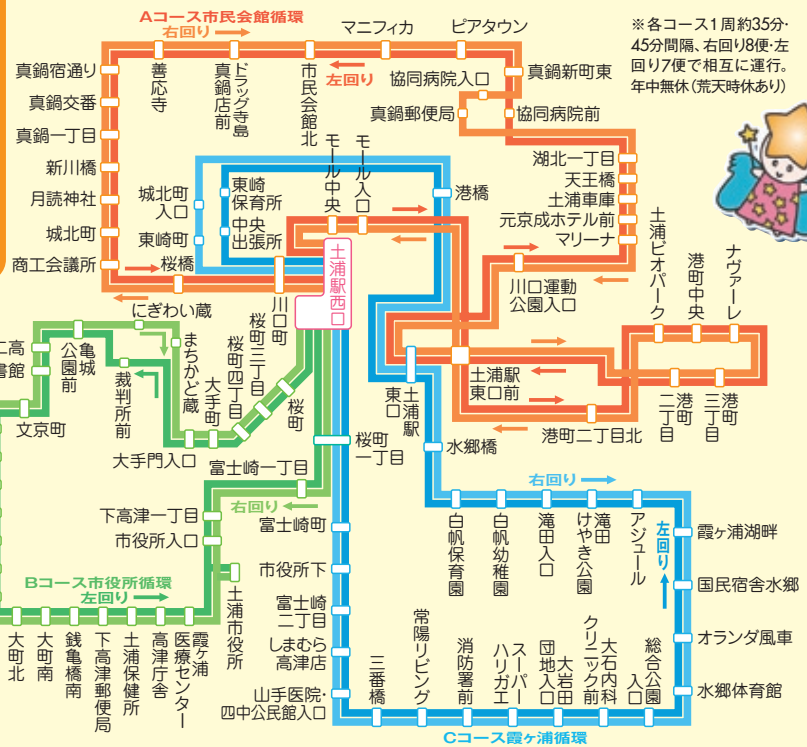 Aコース市民会館循環
右回り
左回り
マニフィカ
ピアタウン
※各コース1周約35分・
45分間隔、右回り8便・左
回り7便で相互に運行。
年中無休(荒天時休あり)
真鍋宿通り
真鍋交番
真鍋一丁目
新川橋
月読神社
城北町
商工会議所
善応寺
ドラッグ寺島
真鍋店前
市民会館北
協同病院入口
真鍋新町東
真鍋郵便局
協同病院前
湖北一丁目
天王橋
土浦車庫
元京成ホテル前
マリーナ
川口運動
公園入口
城北町
入口
東崎町
東崎
保育所
中央
出張所
モール中央
モール入口
港橋
桜橋
川口町
土浦駅西口
土浦ビオパーク
港町中央
ナヴァーレ
土浦駅
東口前
土浦駅
東口
港町二丁目北
港町
二丁目
港町
三丁目
にぎわい蔵
まちかど蔵
亀城
公園前
裁判所前
大手門入口
大手町
桜町四丁目
桜町三丁目
桜町
文京町
桜町
一丁目
水郷橋
富士崎一丁目
右回り
下高津一丁目
市役所入口
土浦市役所
Bコース市役所循環
左回り
大町北
大町南
銭亀橋南
下高津郵便局
土浦保健所
高津庁舎
霞ヶ浦
医療センター
富士崎町
市役所下
富士崎
二丁目
しまむら
高津店
山手医院・
四中公民館入口
右回り
白帆保育園
白帆幼稚園
滝田入口
滝田
けやき公園
アジュール
左回り
霞ヶ浦湖畔
国民宿舎水郷
オランダ風車
水郷体育館
三番橋
常陽リビング
消防署前
スーパー
ハリガエ
大岩田
団地入口
大石内科
クリニック前
総合公園
入口
Cコース霞ヶ浦循環